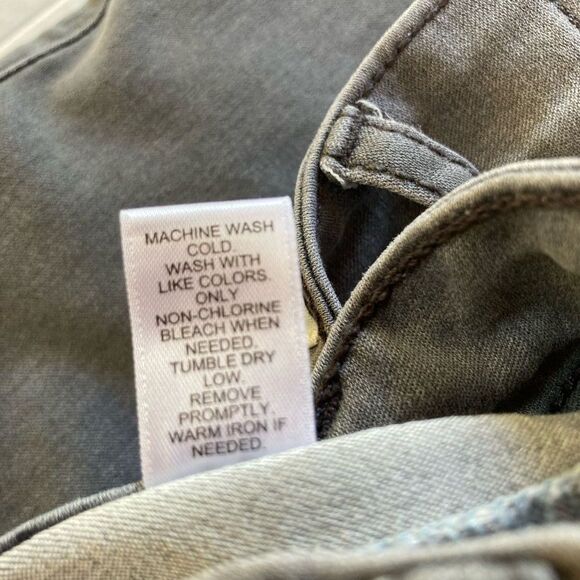 MACHINE WASH
COLD.
WASH WITH
LIKE COLORS.
ONLY
NON-CHLORINE
BLEACH WHEN
NEEDED.
TUMBLE DRY
LOW.
REMOVE
PROMPTLY.
WARM IRON IF
NEEDED.